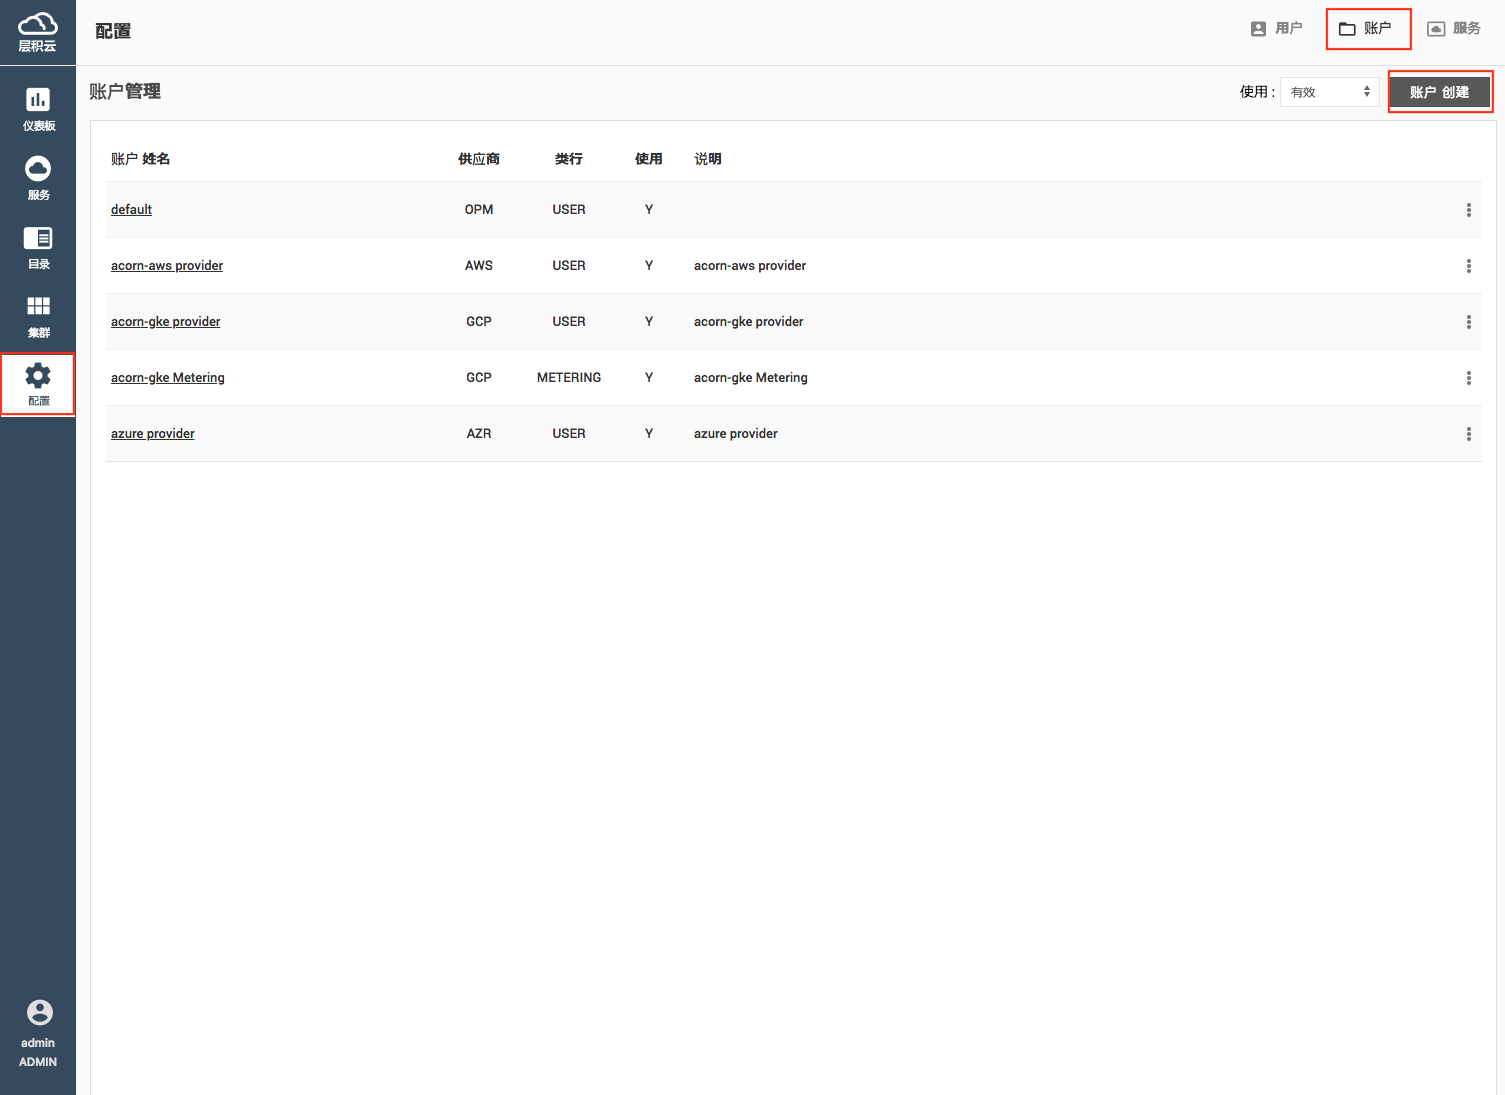 层积云
配置
用户
账户
服务
仪表板
服务
目录
集群
配置
admin
ADMIN
账户管理
使用 :
有效
账户 创建
账户 姓名 供应商 类行 使用 说明
default OPM USER Y
acorn-aws provider AWS USER Y acorn-aws provider
acorn-gke provider GCP USER Y acorn-gke provider
acorn-gke Metering GCP METERING Y acorn-gke Metering
azure provider AZR USER Y azure provider